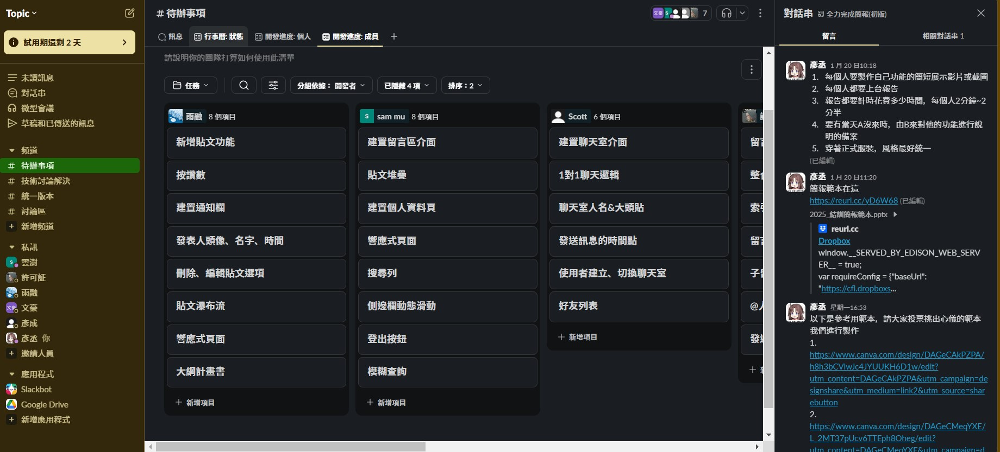 Topic
試用期還剩 2 天
未讀訊息
對話串
微型會議
草稿和已傳送的訊息
頻道
# 待辦事項
# 技術討論解決
# 統一版本
# 討論區
+ 新增頻道
私訊
S 雲澍
許可証
雨融
文豪 文豪
彥成
彥丞 你
+ 邀請人員
應用程式
Slackbot
Google Drive
+ 新增應用程式
# 待辦事項
文豪 S 7
訊息
行事曆: 狀態
開發進度: 個人
開發進度: 成員
+
請說明你的團隊打算如何使用此清單
任務
分組依據： 開發者
已隱藏 4 項
排序：2
雨融 8 個項目
新增貼文功能
按讚數
建置通知欄
發表人頭像、名字、時間
刪除、編輯貼文選項
貼文瀑布流
響應式頁面
大綱計畫書
+ 新增項目
S sam mu 8 個項目
建置留言區介面
貼文堆疊
建置個人資料頁
響應式頁面
搜尋列
側邊欄動態滑動
登出按鈕
模糊查詢
+ 新增項目
Scott 6 個項目
建置聊天室介面
1對1聊天邏輯
聊天室人名&大頭貼
發送訊息的時間點
使用者建立、切換聊天室
好友列表
+ 新增項目
留
整
索
留
子
@
發
+
對話串 全力完成簡報(初版)
留言
相關對話串 1
彥丞 1 月 20 日10:18
1. 每個人要製作自己功能的簡短展示影片或截圖
2. 每個人都要上台報告
3. 報告都要計時花費多少時間，每個人2分鐘~2
分半
4. 要有當天A沒來時，由B來對他的功能進行說
明的備案
5. 穿著正式服裝，風格最好統一
(已編輯)
彥丞 1 月 20 日11:20
簡報範本在這
https://reurl.cc/yD6W68 (已編輯)
2025_結訓簡報範本.pptx
reurl.cc
Dropbox
window.__SERVED_BY_EDISON_WEB_SERV
ER__ = true;
var requireConfig = {"baseUrl":
"https://cfl.dropboxs...
彥丞 星期一16:53
以下是參考用範本，請大家投票挑出心儀的範本
我們進行製作
1.
https://www.canva.com/design/DAGeCAkPZPA/
h8h3bCVlwJc4JYUUKH6D1w/edit?
utm_content=DAGeCAkPZPA&utm_campaign=de
signshare&utm_medium=link2&utm_source=shar
ebutton
2.
https://www.canva.com/design/DAGeCMeqYXE/
L_2MT37pUcv6TTEph8Oheg/edit?
utm_content=DAGeCMeqYXE&utm_campaign=d